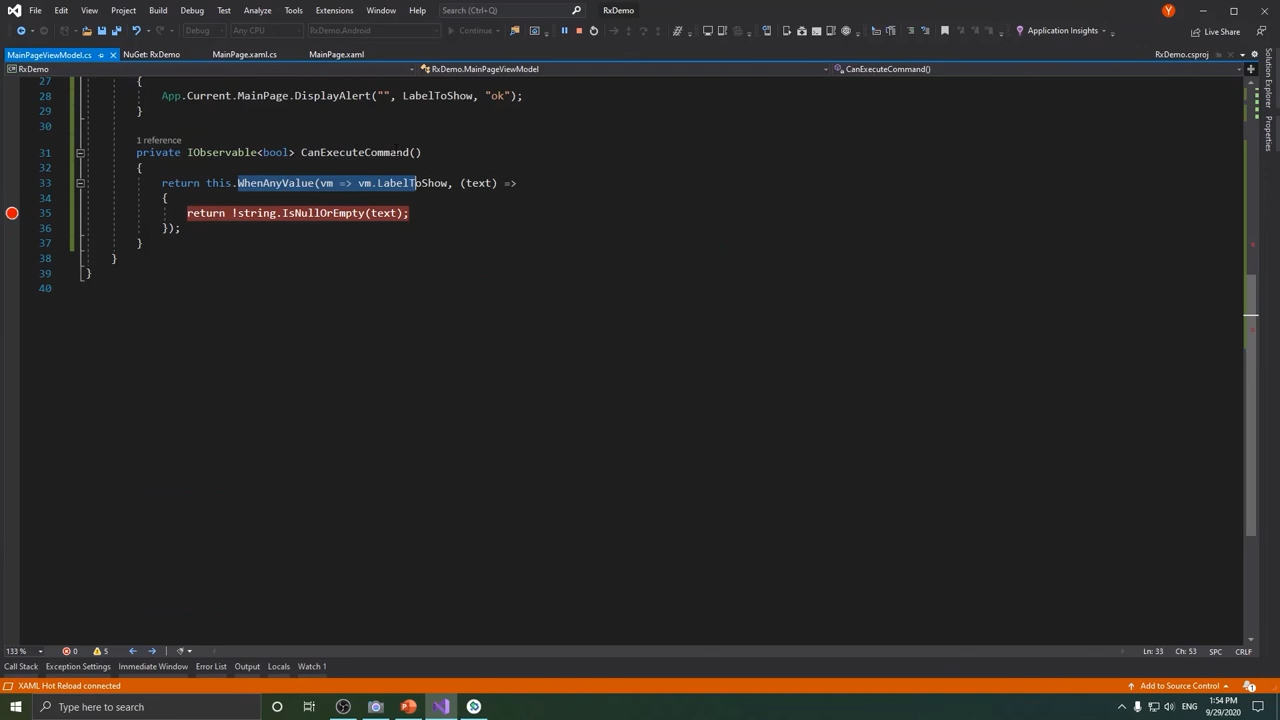 File Edit View Project Build Debug Test Analyze Tools Extensions Window Help Search (Ctrl+Q) RxDemo Y
Debug Any CPU RxDemo.Android Continue Application Insights Live Share
MainPageViewModel.cs NuGet: RxDemo MainPage.xaml.cs MainPage.xaml RxDemo.csproj
RxDemo RxDemo.MainPageViewModel CanExecuteCommand()
27 {
28 App.Current.MainPage.DisplayAlert("", LabelToShow, "ok");
29 }
30
1 reference
31 private IObservable<bool> CanExecuteCommand()
32 {
33 return this.WhenAnyValue(vm => vm.LabelToShow, (text) =>
34 {
35 return !string.IsNullOrEmpty(text);
36 });
37 }
38 }
39 }
40
Solution Explorer
Properties
133 % 0 5 Ln: 33 Ch: 53 SPC CRLF
Call Stack Exception Settings Immediate Window Error List Output Locals Watch 1
XAML Hot Reload connected Add to Source Control 1
Type here to search 1:54 PM
9/29/2020